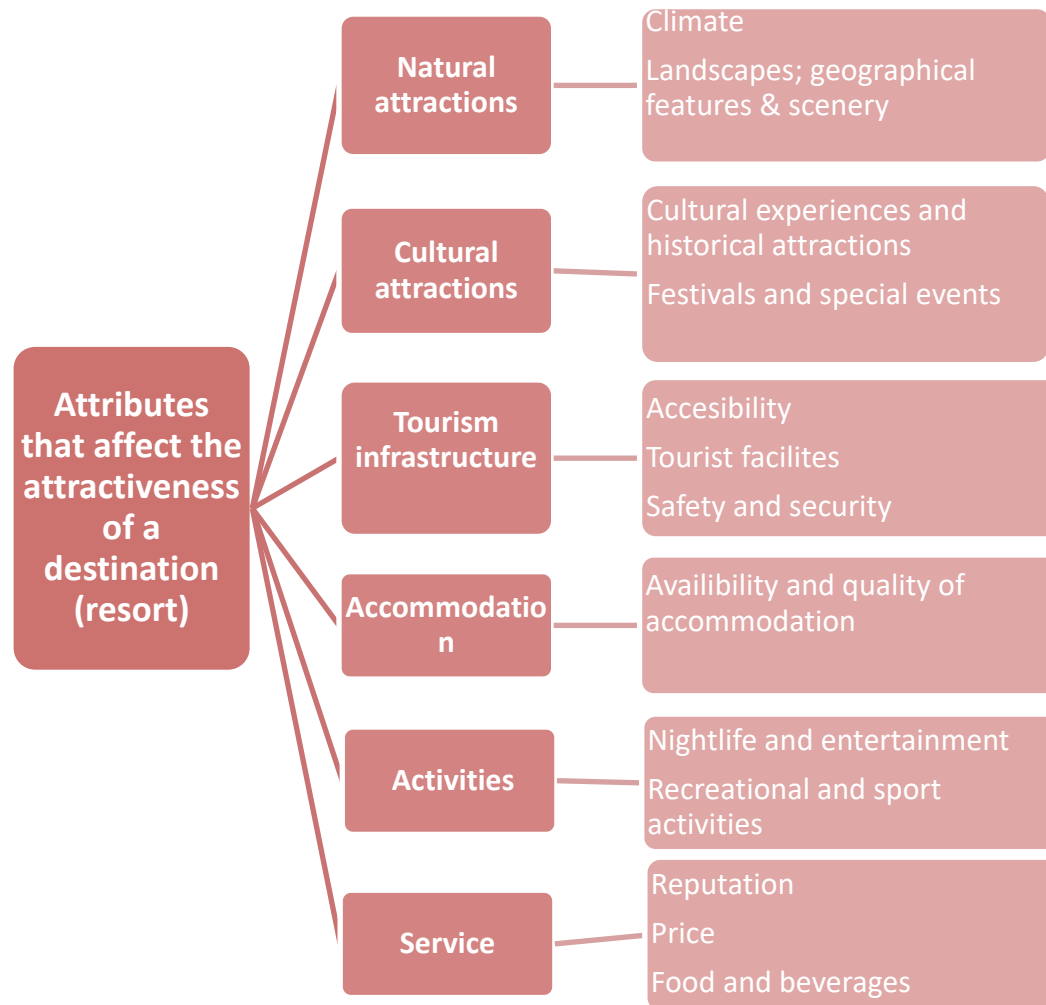 Attributes
that affect the
attractiveness
of a
destination
(resort)
Natural
attractions
Climate
Landscapes; geographical
features & scenery
Cultural
attractions
Cultural experiences and
historical attractions
Festivals and special events
Tourism
infrastructure
Accesibility
Tourist facilites
Safety and security
Accommodatio
n
Availibility and quality of
accommodation
Activities
Nightlife and entertainment
Recreational and sport
activities
Service
Reputation
Price
Food and beverages